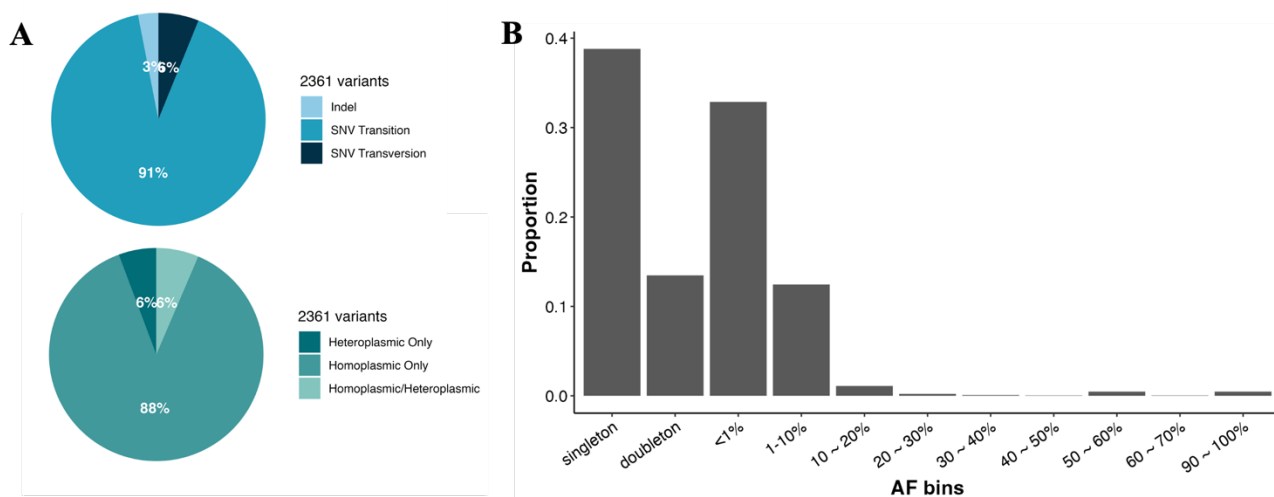 A
3%
6%
91%
2361 variants
Indel
SNV Transition
SNV Transversion
6%
6%
88%
2361 variants
Heteroplasmic Only
Homoplasmic Only
Homoplasmic/Heteroplasmic
B
Proportion
0.4
0.3
0.2
0.1
0.0
singleton
doubleton
<1%
1-10%
10 ~ 20%
20 ~ 30%
30 ~ 40%
40 ~ 50%
50 ~ 60%
60 ~ 70%
90 ~ 100%
AF bins